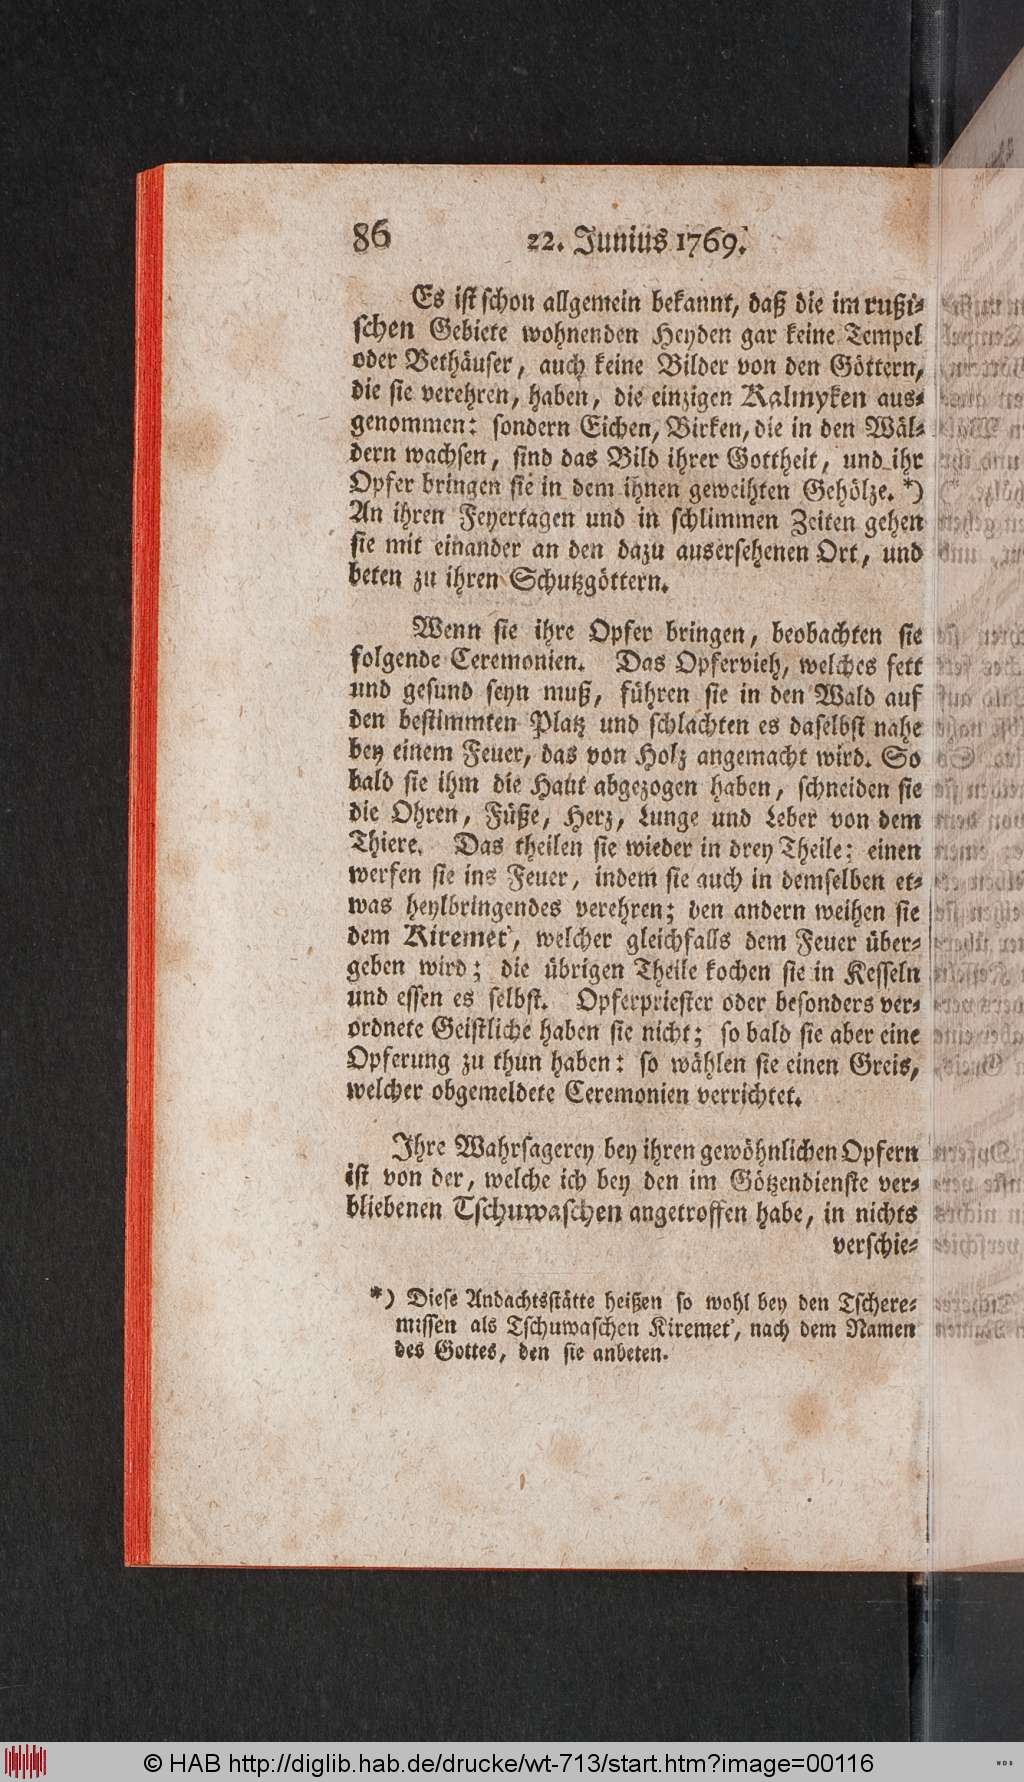 86
22. Junius 1769.
Es ist schon allgemein bekannt, daß die im rußi-
schen Gebiete wohnenden Heyden gar keine Tempel
oder Bethäuser, auch keine Bilder von den Göttern,
die sie verehren, haben, die einzigen Kalmyken aus-
genommen: sondern Eichen, Birken, die in den Wäl-
dern wachsen, sind das Bild ihrer Gottheit, und ihr
Opfer bringen sie in dem ihnen geweihten Gehölze. *)
An ihren Feyertagen und in schlimmen Zeiten gehen
sie mit einander an den dazu ausersehenen Ort, und
beten zu ihren Schutzgöttern.
Wenn sie ihre Opfer bringen, beobachten sie
folgende Ceremonien. Das Opfervieh, welches fett
und gesund seyn muß, führen sie in den Wald auf
den bestimmten Platz und schlachten es daselbst nahe
bey einem Feuer, das von Holz angemacht wird. So
bald sie ihm die Haut abgezogen haben, schneiden sie
die Ohren, Füße, Herz, Lunge und Leber von dem
Thiere. Das theilen sie wieder in drey Theile; einen
werfen sie ins Feuer, indem sie auch in demselben et-
was heylbringendes verehren; den andern weihen sie
dem Kiremet', welcher gleichfalls dem Feuer über-
geben wird; die übrigen Theile kochen sie in Kesseln
und essen es selbst. Opferpriester oder besonders ver-
ordnete Geistliche haben sie nicht; so bald sie aber eine
Opferung zu thun haben: so wählen sie einen Greis,
welcher obgemeldete Ceremonien verrichtet.
Ihre Wahrsagerey bey ihren gewöhnlichen Opfern
ist von der, welche ich bey den im Götzendienste ver-
bliebenen Tschuwaschen angetroffen habe, in nichts
verschie-
*) Diese Andachtsstätte heißen so wohl bey den Tschere-
missen als Tschuwaschen Kiremet', nach dem Namen
des Gottes, den sie anbeten.
© HAB http://diglib.hab.de/drucke/wt-713/start.htm?image=00116